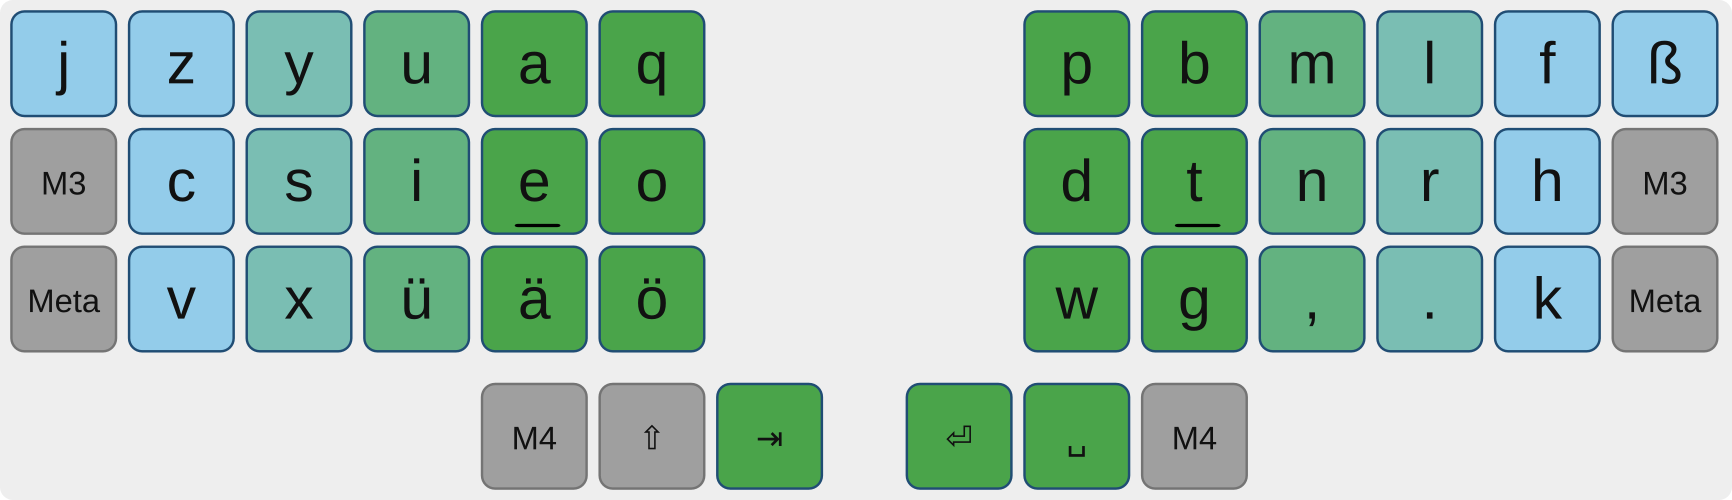 j z y u a q p b m l f ß
M3 c s i e o d t n r h M3
Meta v x ü ä ö w g , . k Meta
M4 ⇧ ⇥ ⏎ ␣ M4